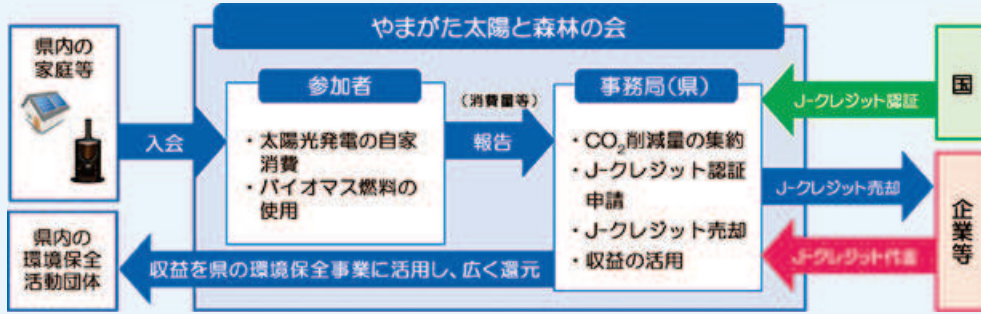 やまがた太陽と森林の会
県内の
家庭等
入会
参加者
・太陽光発電の自家
消費
・バイオマス燃料の
使用
(消費量等)
報告
事務局(県)
・CO₂削減量の集約
・J-クレジット認証
申請
・J-クレジット売却
・収益の活用
J-クレジット認証
国
J-クレジット売却
J-クレジット代金
企業等
収益を県の環境保全事業に活用し、広く還元
県内の
環境保全
活動団体